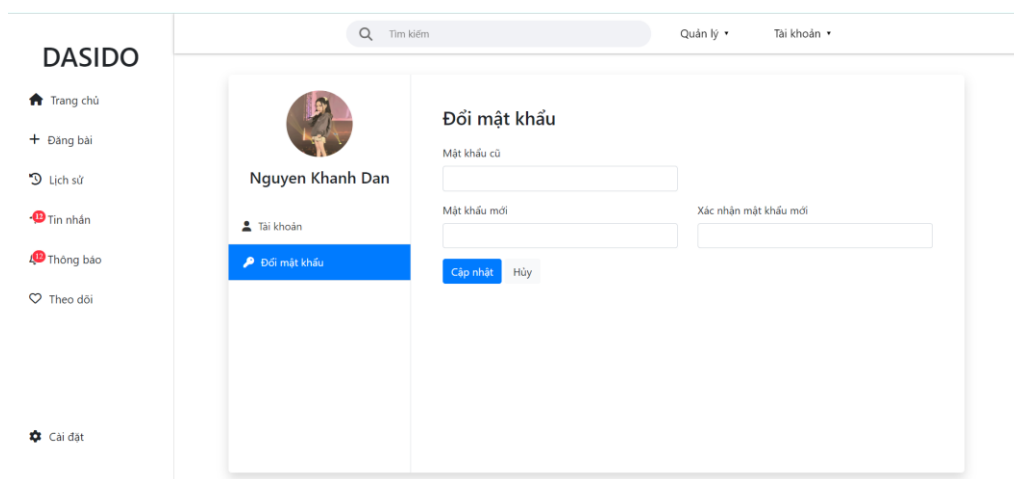 Tìm kiếm
Quản lý
Tài khoản
DASIDO
Trang chủ
Đăng bài
Lịch sử
12 Tin nhắn
12 Thông báo
Theo dõi
Cài đặt
Nguyen Khanh Dan
Tài khoản
Đổi mật khẩu
Đổi mật khẩu
Mật khẩu cũ
Mật khẩu mới
Xác nhận mật khẩu mới
Cập nhật
Hủy